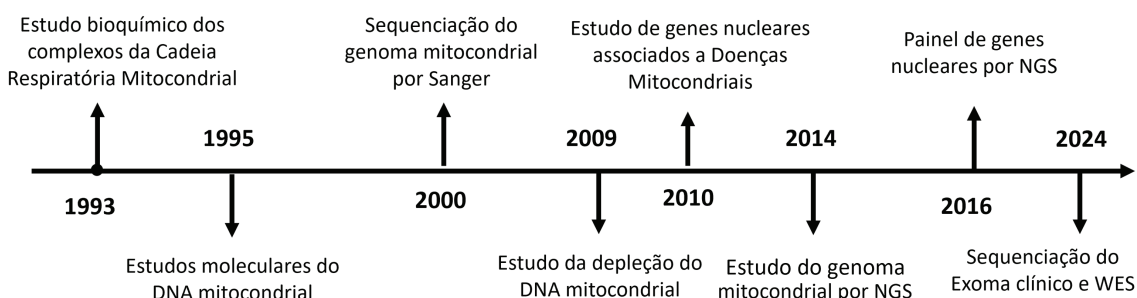 Estudo bioquímico dos
complexos da Cadeia
Respiratória Mitocondrial
Sequenciação do
genoma mitocondrial
por Sanger
Estudo de genes nucleares
associados a Doenças
Mitocondriais
Painel de genes
nucleares por NGS
1995
2009
2014
2024
1993
2000
2010
2016
Estudos moleculares do
DNA mitocondrial
Estudo da depleção do
DNA mitocondrial
Estudo do genoma
mitocondrial por NGS
Sequenciação do
Exoma clínico e WES